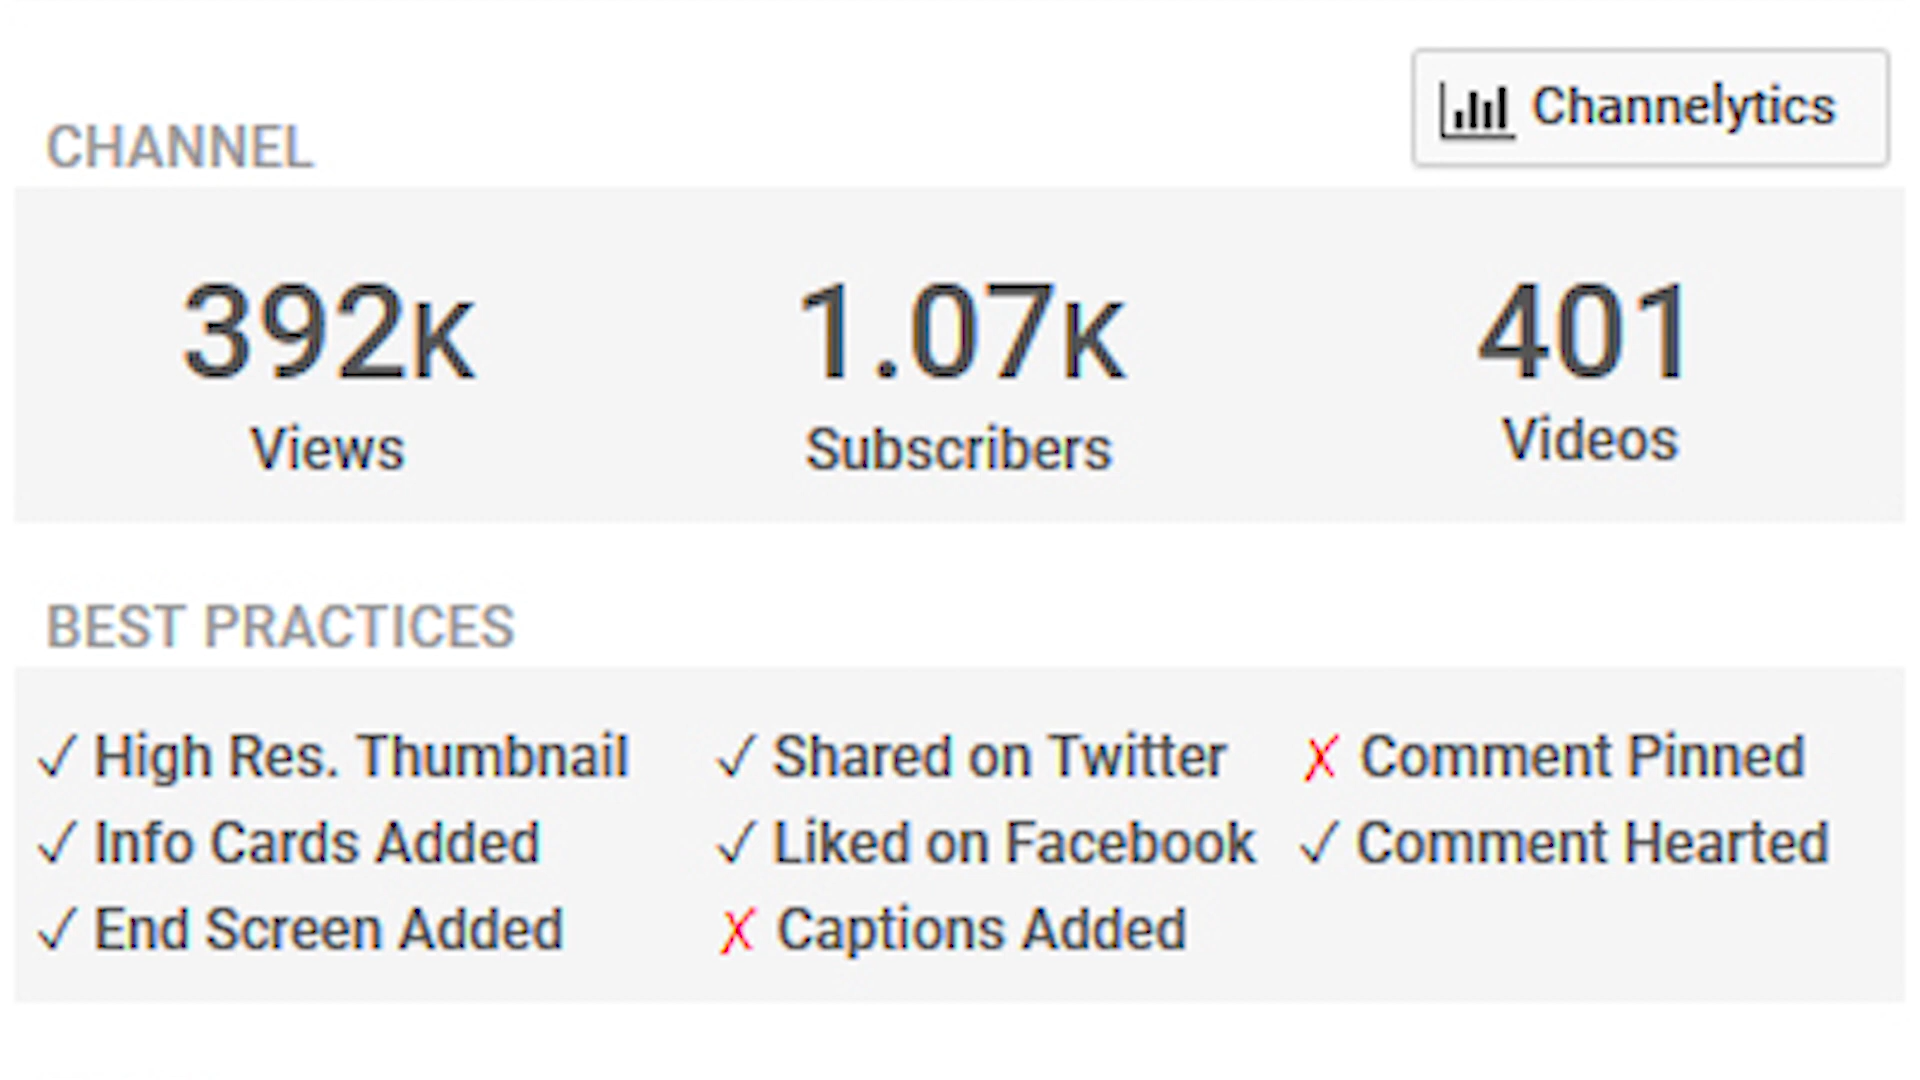 Channelytics
CHANNEL
392K 1.07K 401
Views Subscribers Videos
BEST PRACTICES
✓ High Res. Thumbnail ✓ Shared on Twitter ✗ Comment Pinned
✓ Info Cards Added ✓ Liked on Facebook ✓ Comment Hearted
✓ End Screen Added ✗ Captions Added